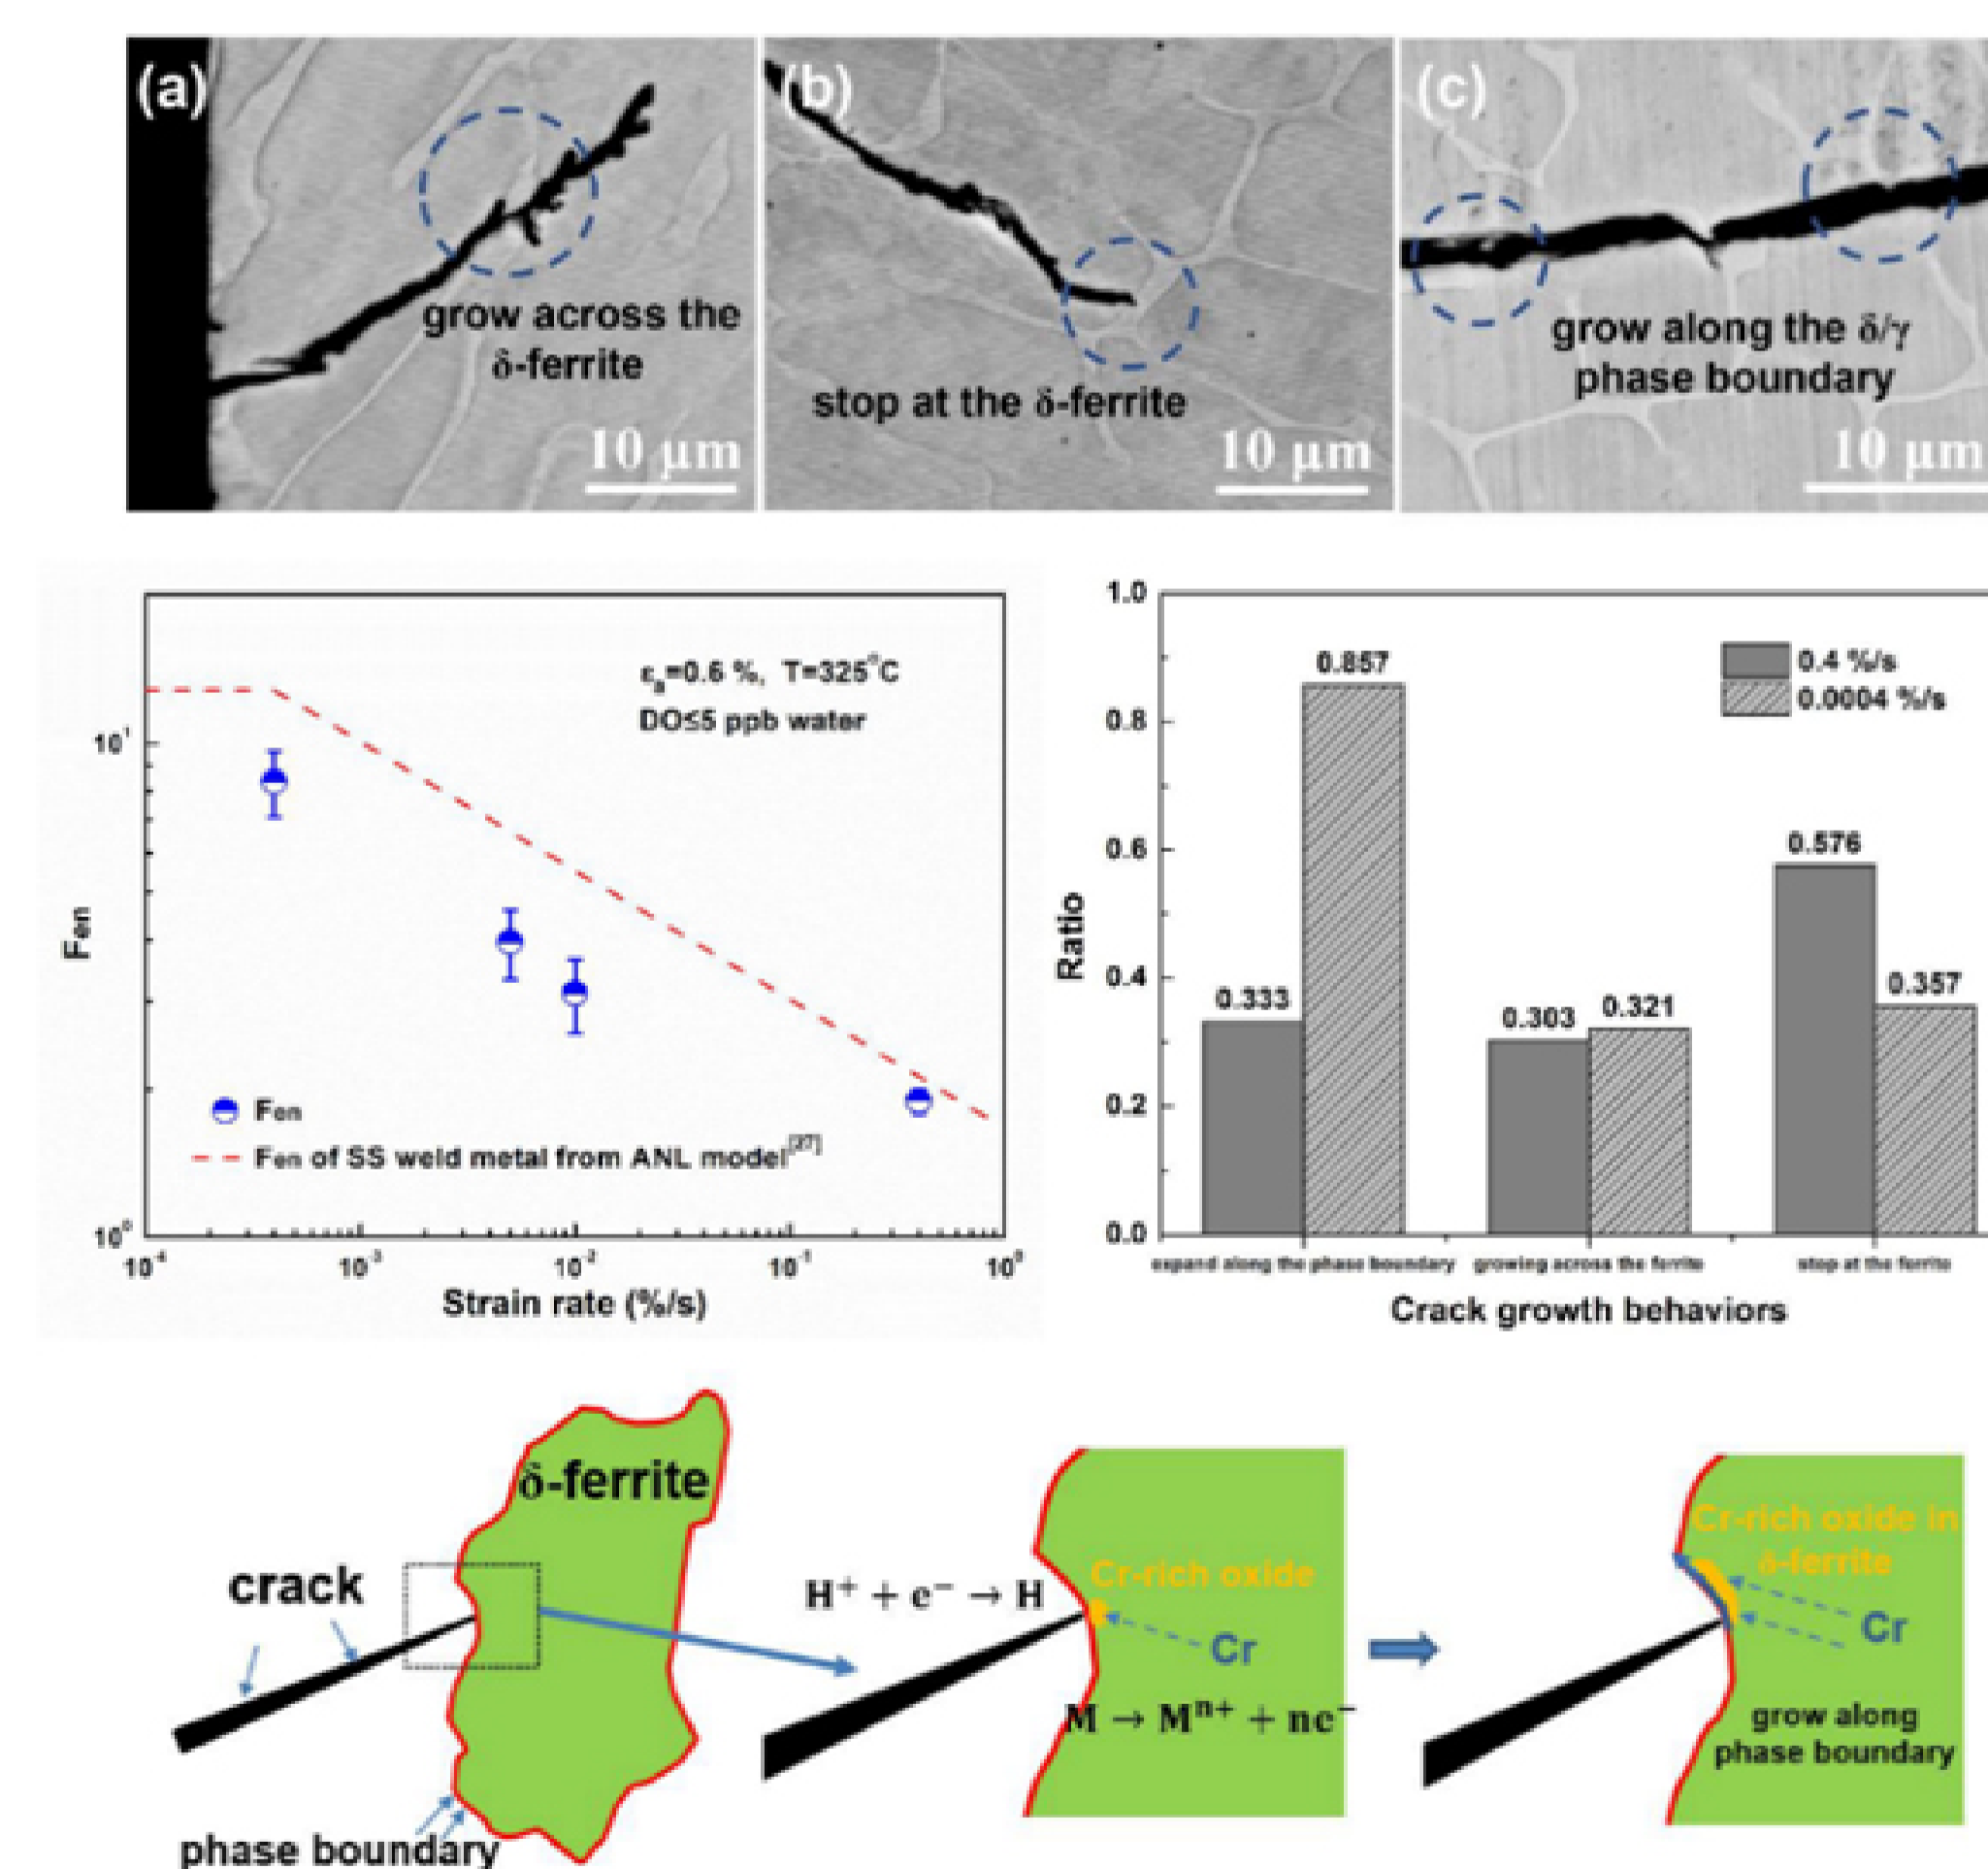 (a)
grow across the
δ-ferrite
10 μm
(b)
stop at the δ-ferrite
10 μm
(c)
grow along the δ/γ
phase boundary
10 μm
Fen
10¹
10⁰
εa=0.6 %, T=325°C
DO≤5 ppb water
Fen
Fen of SS weld metal from ANL model[27]
10⁻⁴ 10⁻³ 10⁻² 10⁻¹ 10⁰
Strain rate (%/s)
Ratio
1.0
0.8
0.6
0.4
0.2
0.0
0.4 %/s
0.0004 %/s
0.333
0.857
0.303
0.321
0.576
0.357
expand along the phase boundary growing across the ferrite stop at the ferrite
Crack growth behaviors
δ-ferrite
crack
phase boundary
H⁺ + e⁻ → H
Cr-rich oxide
Cr
M → Mⁿ⁺ + ne⁻
Cr-rich oxide in
δ-ferrite
Cr
grow along
phase boundary